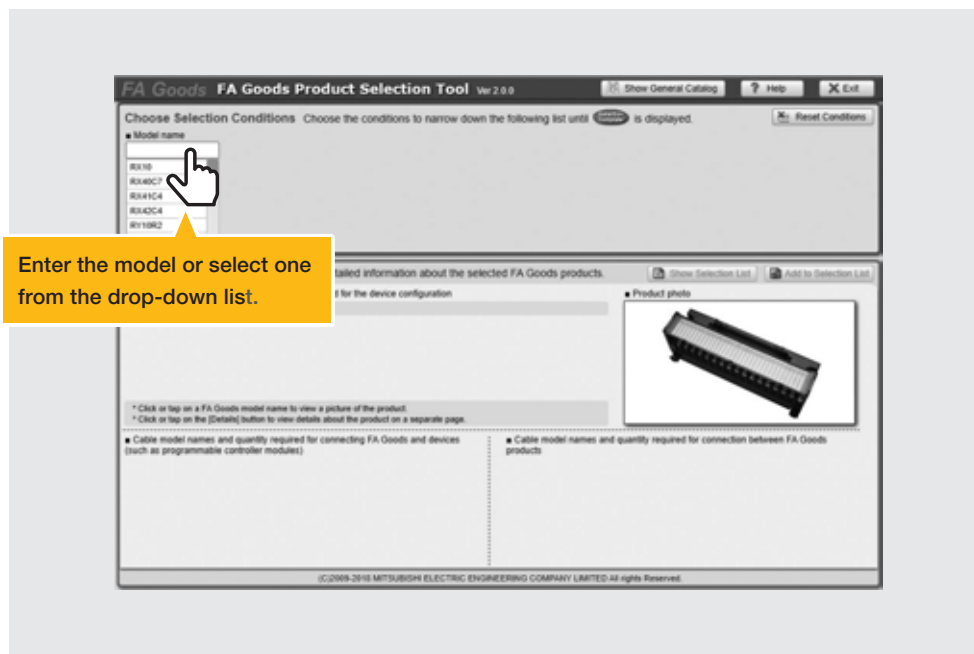 FA Goods FA Goods Product Selection Tool Ver 2.0.0 Show General Catalog ? Help X Exit
Choose Selection Conditions Choose the conditions to narrow down the following list until is displayed. Reset Conditions
■ Model name
RX10
RX40C7
RX41C4
RX42C4
RY10R2
Enter the model or select one
from the drop-down list.
tailed information about the selected FA Goods products. Show Selection List Add to Selection List
d for the device configuration
■ Product photo
* Click or tap on a FA Goods model name to view a picture of the product.
* Click or tap on the [Details] button to view details about the product on a separate page.
■ Cable model names and quantity required for connecting FA Goods and devices
(such as programmable controller modules)
■ Cable model names and quantity required for connection between FA Goods
products
(C)2009-2018 MITSUBISHI ELECTRIC ENGINEERING COMPANY LIMITED All rights Reserved.